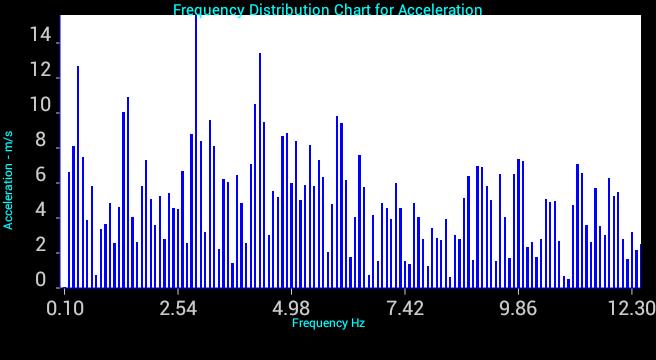 Frequency Distribution Chart for Acceleration
14
12
10
8
6
4
2
0
Acceleration - m/s
0.10 2.54 4.98 7.42 9.86 12.30
Frequency Hz